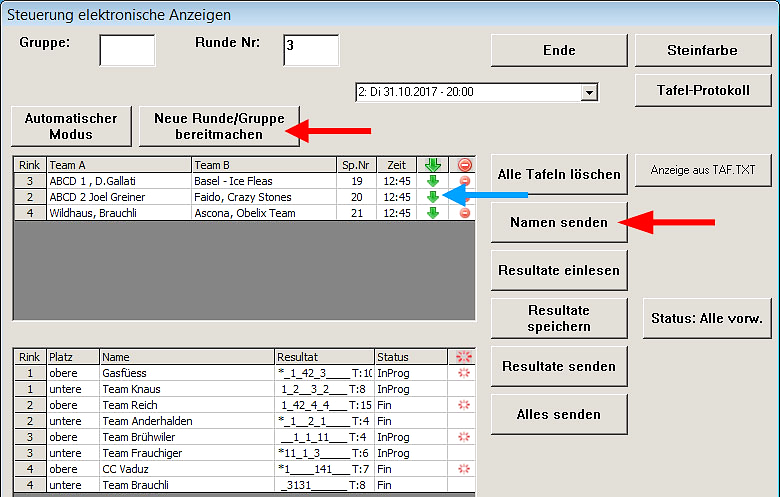 Steuerung elektronische Anzeigen
Gruppe: Runde Nr: 3 Ende Steinfarbe
2: Di 31.10.2017 - 20:00 Tafel-Protokoll
Automatischer Modus
Neue Runde/Gruppe bereitmachen
Rink Team A Team B Sp.Nr Zeit
3 ABCD 1 , D.Gallati Basel - Ice Fleas 19 12:45
2 ABCD 2 Joel Greiner Faido, Crazy Stones 20 12:45
4 Wildhaus, Brauchli Ascona, Obelix Team 21 12:45
Alle Tafeln löschen
Anzeige aus TAF.TXT
Namen senden
Resultate einlesen
Resultate speichern
Status: Alle vorw.
Resultate senden
Alles senden
Rink Platz Name Resultat Status
1 obere Gasfüess *_1_42_3____T:10 InProg
1 untere Team Knaus 1_2__3_2___T:8 InProg
2 obere Team Reich 1_42_4_4___T:15 Fin
2 untere Team Anderhalden *_1__2_1____T:4 Fin
3 obere Team Brühwiler __1_1_11___T:4 InProg
3 untere Team Frauchiger *11_1_3_____T:6 InProg
4 obere CC Vaduz *1____141___T:7 Fin
4 untere Team Brauchli _3131_____T:8 Fin